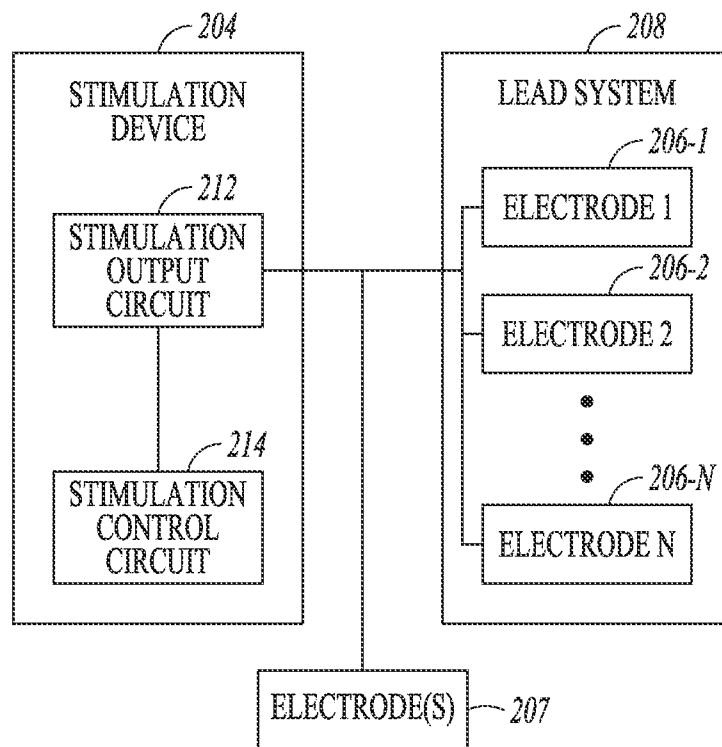 204
STIMULATION
DEVICE
212
STIMULATION
OUTPUT
CIRCUIT
214
STIMULATION
CONTROL
CIRCUIT
208
LEAD SYSTEM
206-1
ELECTRODE 1
206-2
ELECTRODE 2
206-N
ELECTRODE N
ELECTRODE(S)
207